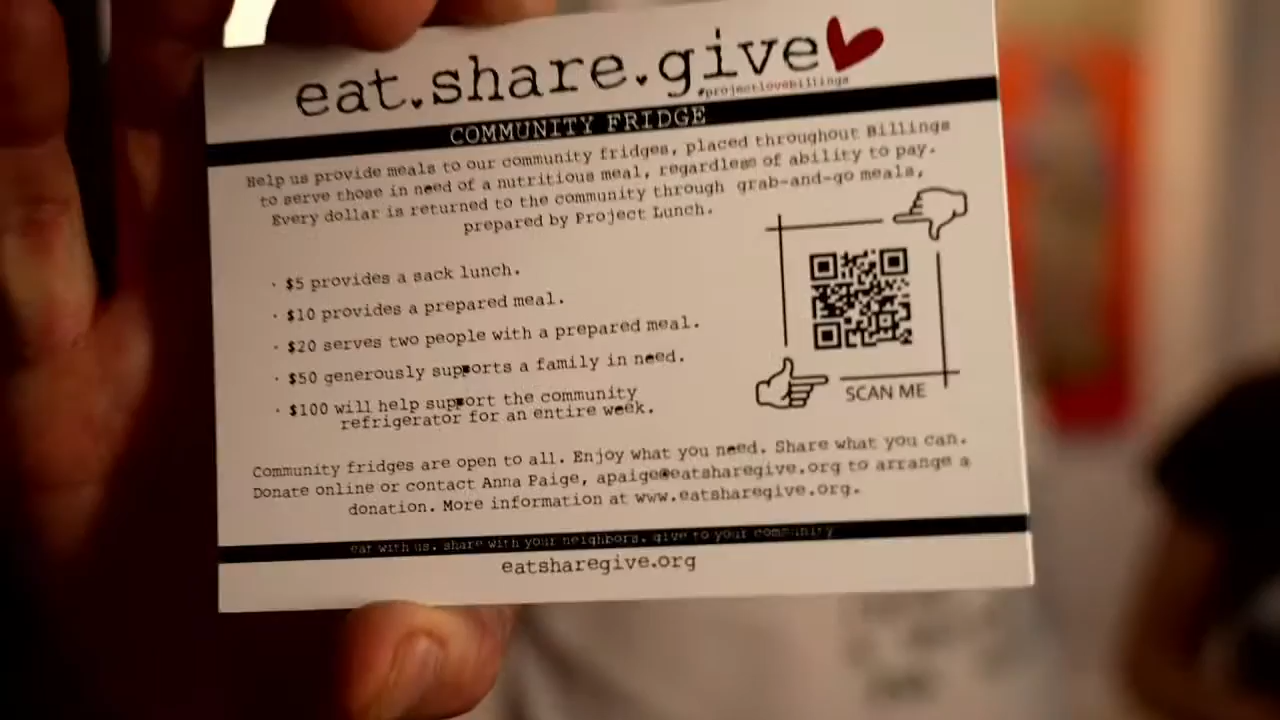 eat.share.give
#projectlovebillings
COMMUNITY FRIDGE
Help us provide meals to our community fridges, placed throughout Billings
to serve those in need of a nutritious meal, regardless of ability to pay.
Every dollar is returned to the community through grab-and-go meals,
prepared by Project Lunch.
· $5 provides a sack lunch.
· $10 provides a prepared meal.
· $20 serves two people with a prepared meal.
· $50 generously supports a family in need.
· $100 will help support the community
refrigerator for an entire week.
SCAN ME
Community fridges are open to all. Enjoy what you need. Share what you can.
Donate online or contact Anna Paige, apaige@eatsharegive.org to arrange a
donation. More information at www.eatsharegive.org.
eat with us. share with your neighbors. give to your community
eatsharegive.org